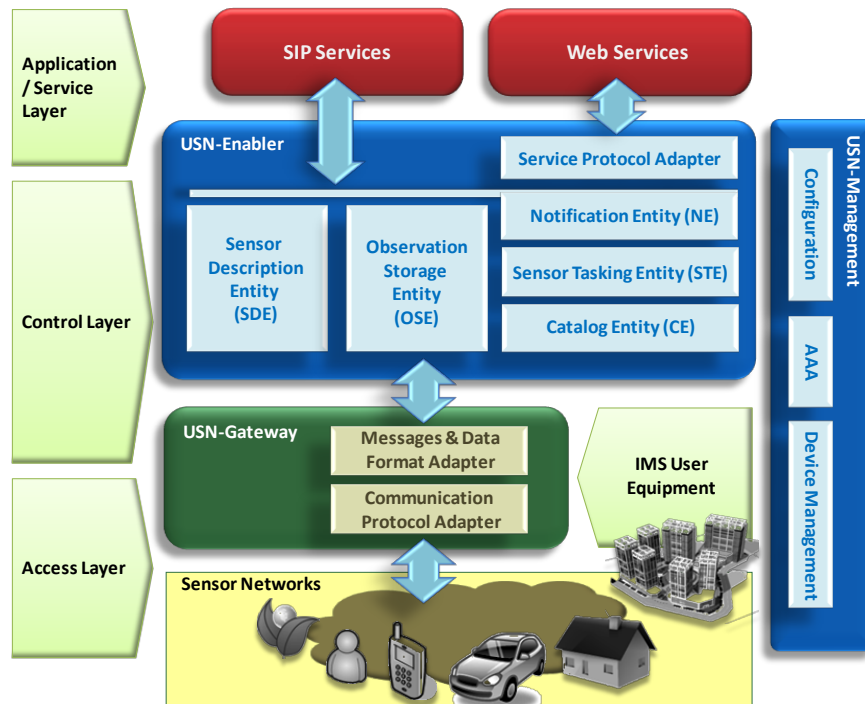 Application
/ Service
Layer
SIP Services
Web Services
USN-Enabler
Service Protocol Adapter
Notification Entity (NE)
Sensor Tasking Entity (STE)
Catalog Entity (CE)
Sensor
Description
Entity
(SDE)
Observation
Storage
Entity
(OSE)
Control Layer
USN-Gateway
Messages & Data
Format Adapter
Communication
Protocol Adapter
IMS User
Equipment
Access Layer
Sensor Networks
USN-Management
Configuration
AAA
Device Management